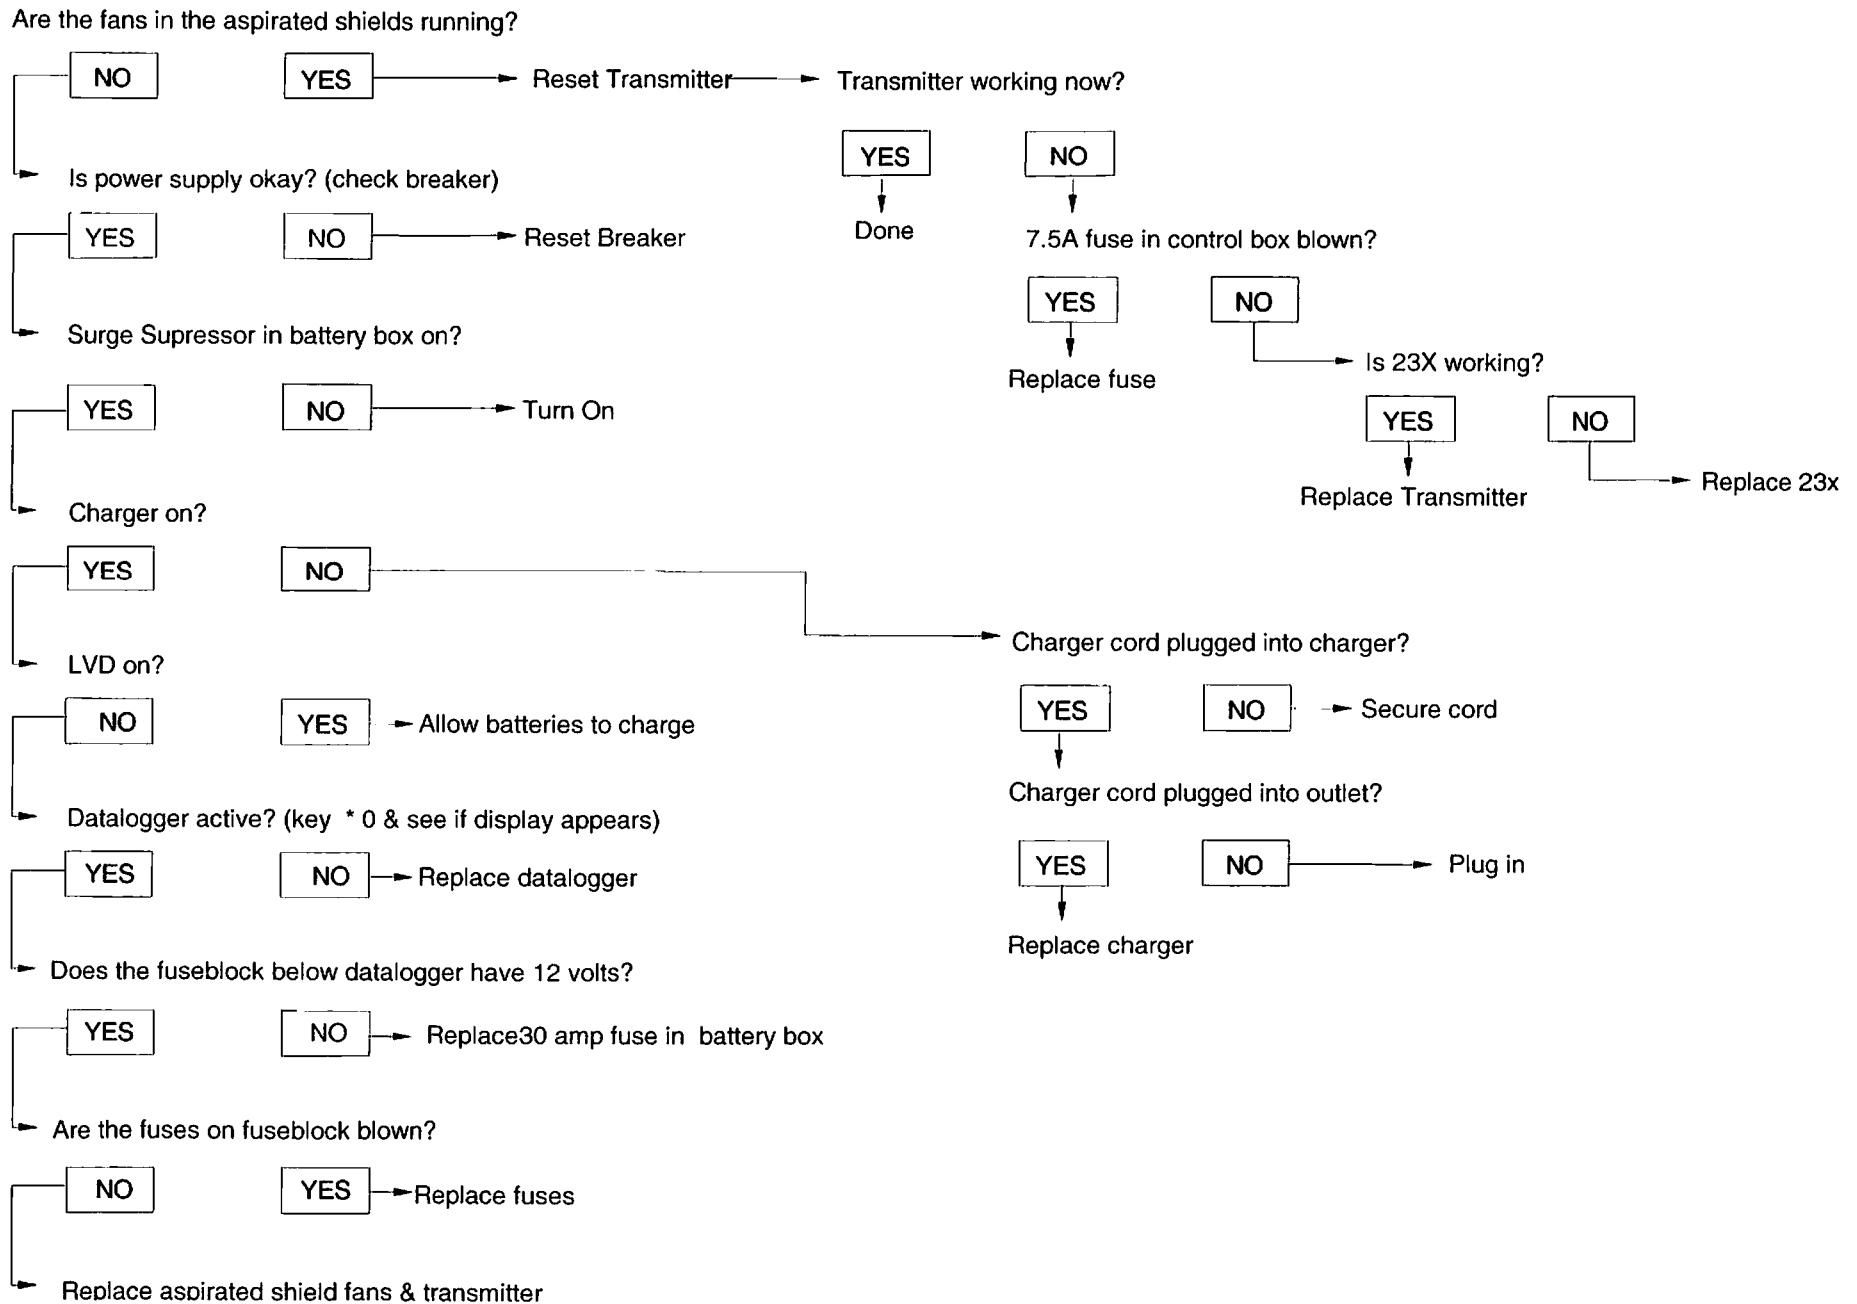 Are the fans in the aspirated shields running?
NO
YES
Reset Transmitter
Transmitter working now?
YES
NO
Is power supply okay? (check breaker)
Done
7.5A fuse in control box blown?
YES
NO
Reset Breaker
YES
NO
Surge Supressor in battery box on?
Replace fuse
Is 23X working?
YES
NO
Turn On
YES
NO
Replace Transmitter
Replace 23x
Charger on?
YES
NO
Charger cord plugged into charger?
LVD on?
YES
NO
Secure cord
NO
YES
Allow batteries to charge
Charger cord plugged into outlet?
Datalogger active? (key * 0 & see if display appears)
YES
NO
Plug in
YES
NO
Replace datalogger
Replace charger
Does the fuseblock below datalogger have 12 volts?
YES
NO
Replace30 amp fuse in battery box
Are the fuses on fuseblock blown?
NO
YES
Replace fuses
Replace aspirated shield fans & transmitter